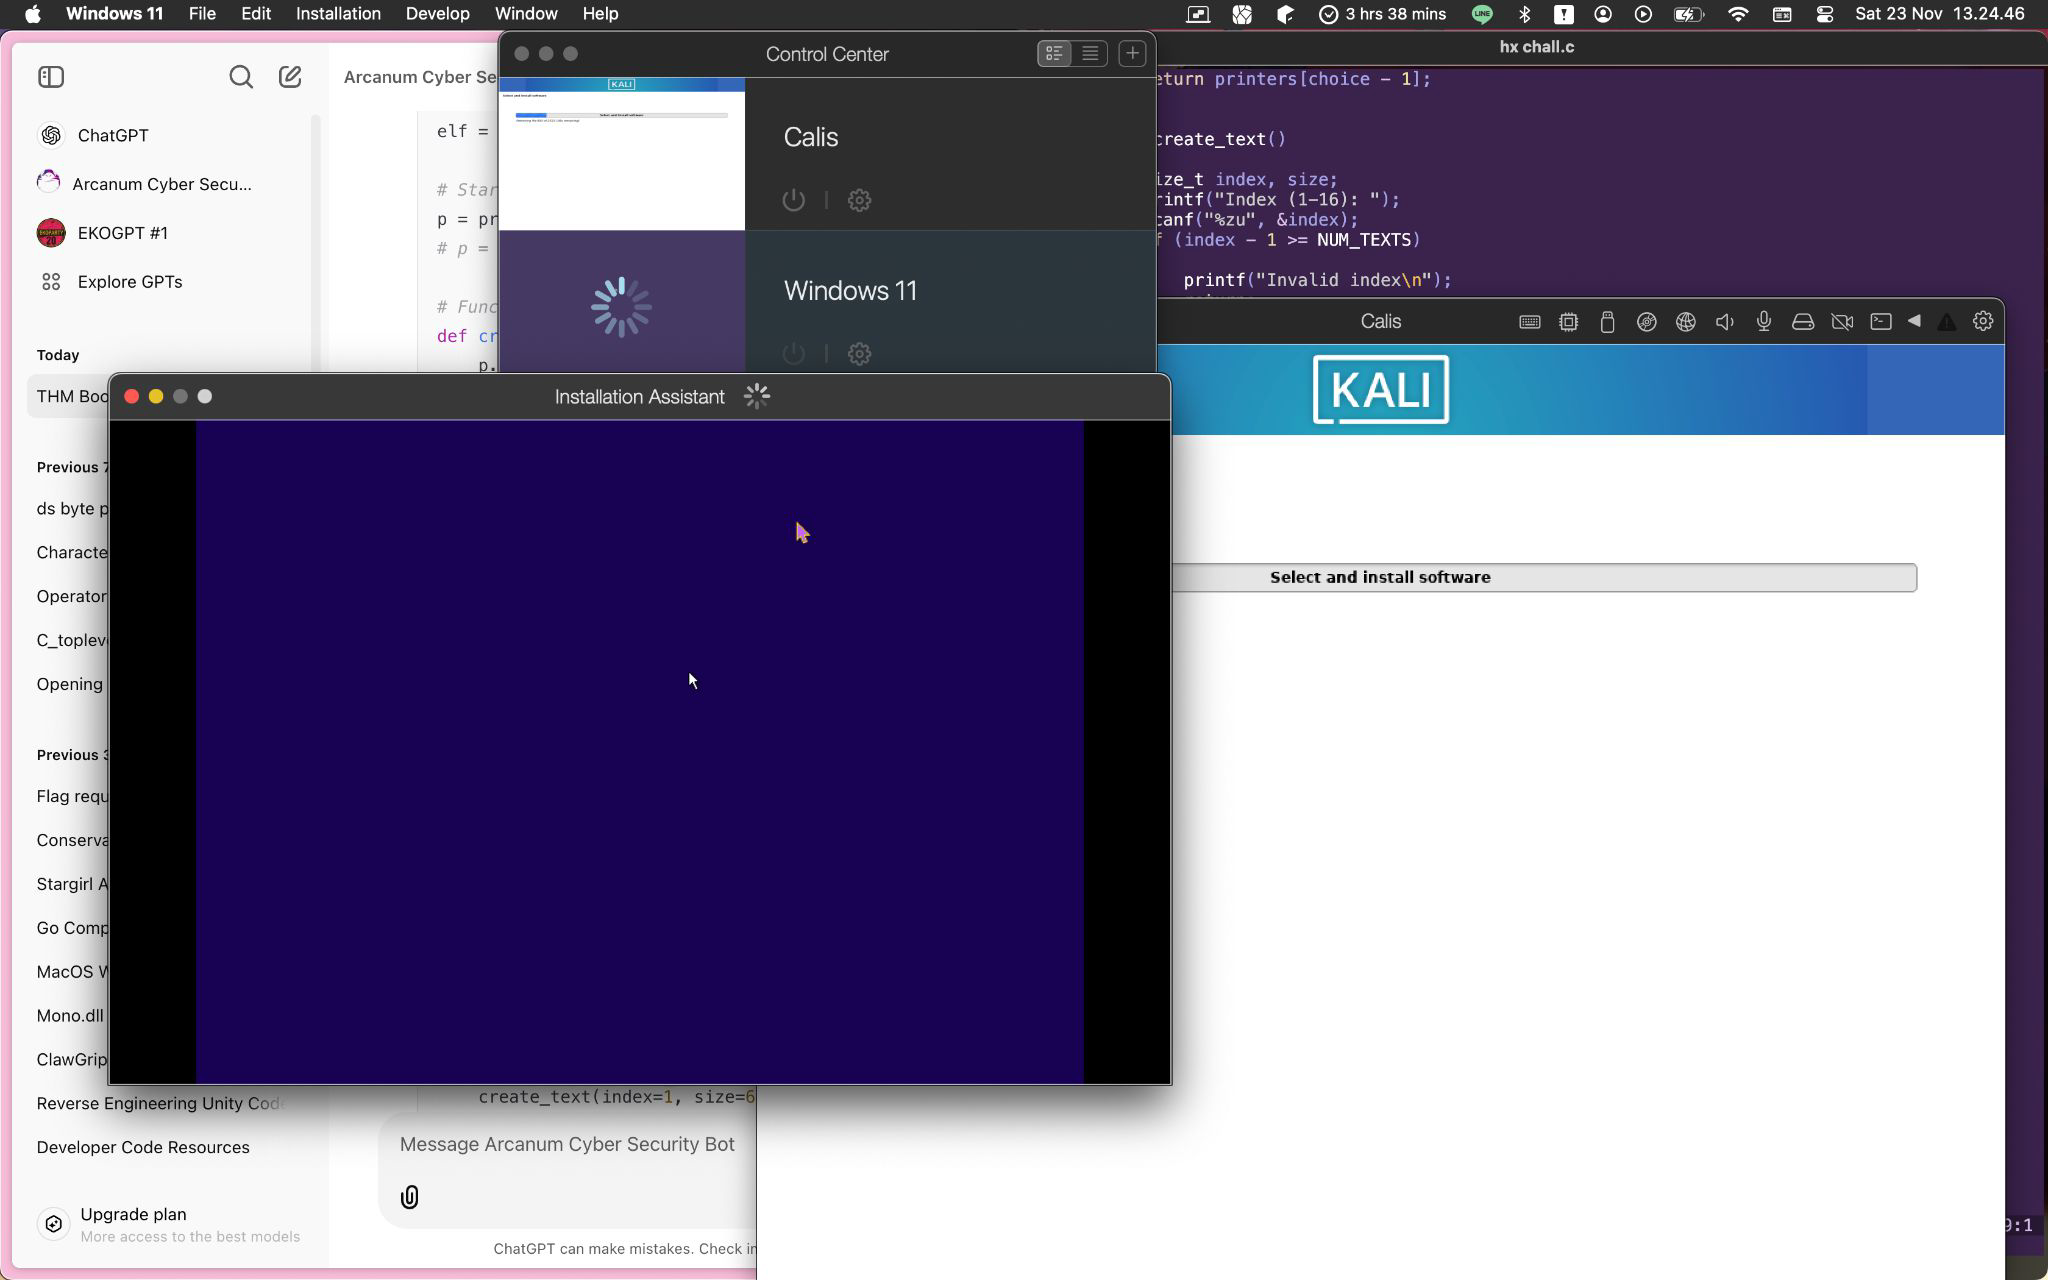 Windows 11 File Edit Installation Develop Window Help 3 hrs 38 mins LINE Sat 23 Nov 13.24.46
ChatGPT
Arcanum Cyber Secu...
EKOGPT #1
Explore GPTs
Today
THM Boo
Previous 7
ds byte p
Characte
Operator
C_toplev
Opening
Previous 3
Flag requ
Conserva
Stargirl A
Go Comp
MacOS W
Mono.dll
ClawGrip
Reverse Engineering Unity Code
Developer Code Resources
Upgrade plan
More access to the best models
Arcanum Cyber Se
elf =
# Star
p = pr
# p =
# Func
def cr
p.
create_text(index=1, size=6
Message Arcanum Cyber Security Bot
ChatGPT can make mistakes. Check in
Control Center
KALI
Select and install software
Calis
Windows 11
Installation Assistant
hx chall.c
eturn printers[choice - 1];
create_text()
ize_t index, size;
rintf("Index (1-16): ");
canf("%zu", &index);
f (index - 1 >= NUM_TEXTS)
printf("Invalid index\n");
Calis
KALI
Select and install software
9:1